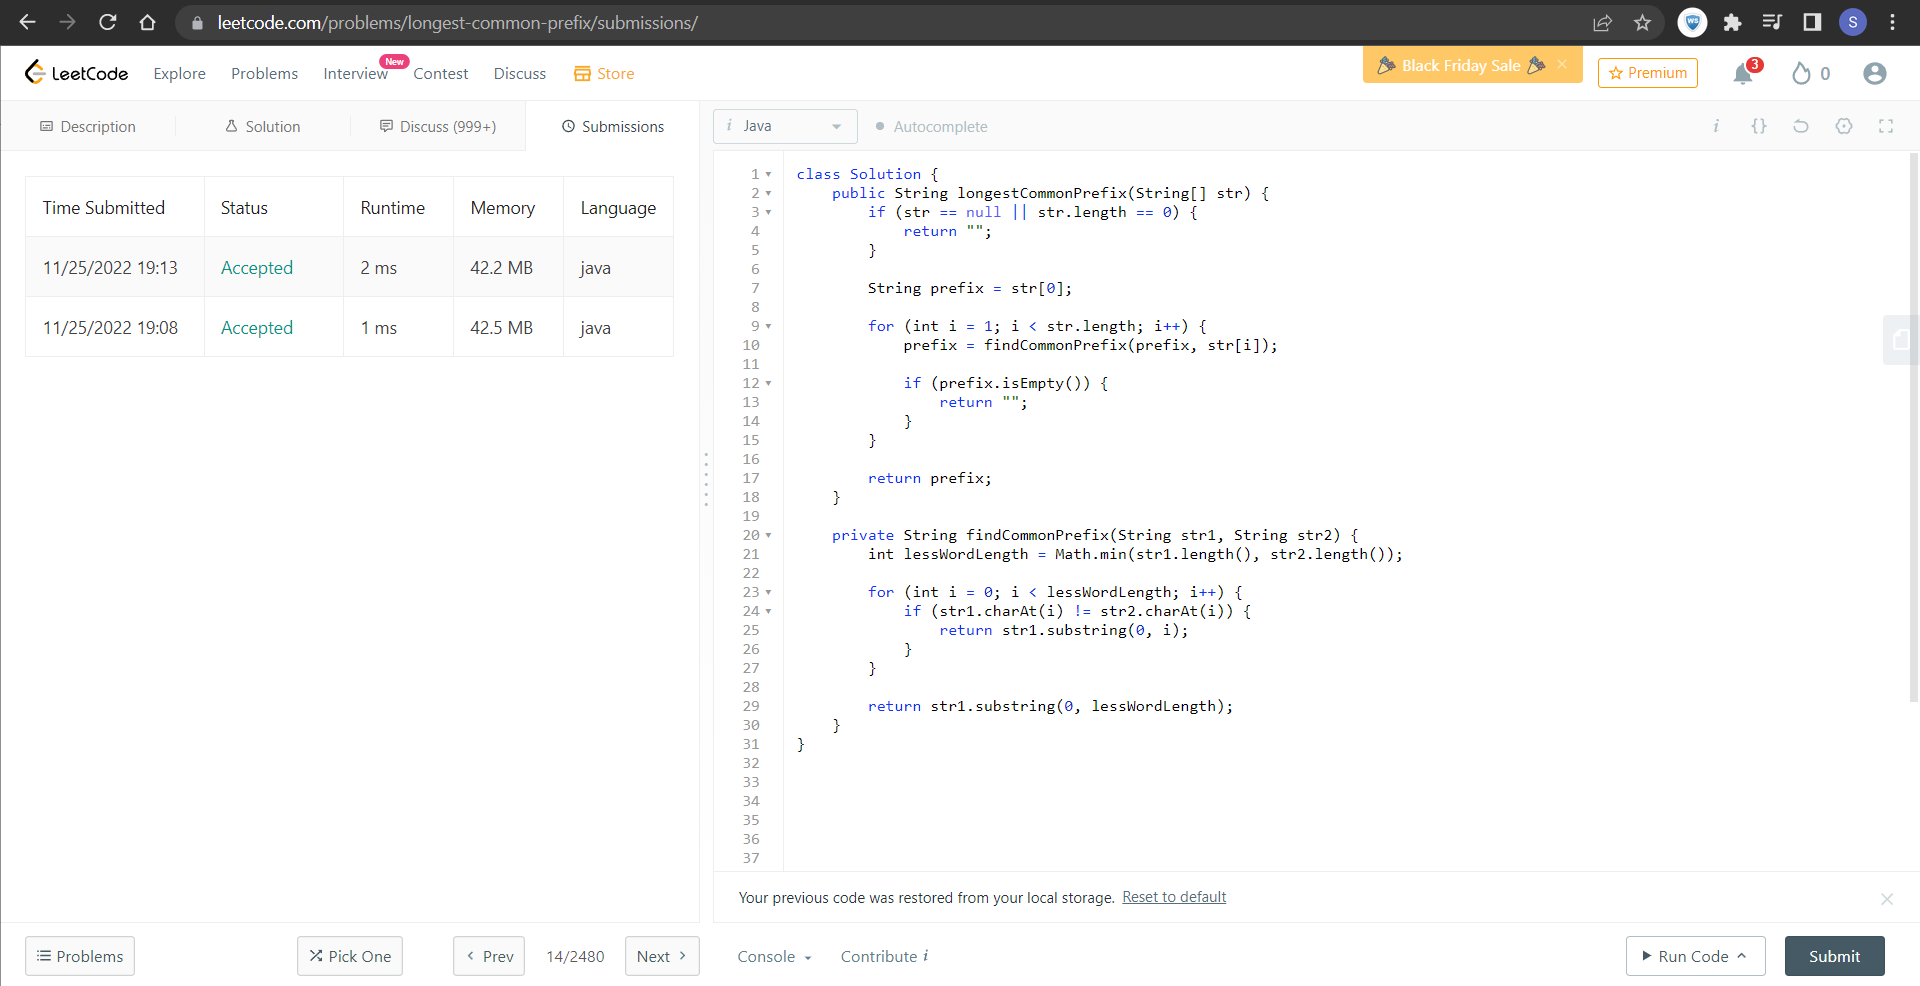 leetcode.com/problems/longest-common-prefix/submissions/
WS
S
LeetCode Explore Problems Interview New Contest Discuss Store
Black Friday Sale
Premium
3
0
Description Solution Discuss (999+) Submissions
i Java Autocomplete
i {}
Time Submitted Status Runtime Memory Language
11/25/2022 19:13 Accepted 2 ms 42.2 MB java
11/25/2022 19:08 Accepted 1 ms 42.5 MB java
1 class Solution {
2     public String longestCommonPrefix(String[] str) {
3         if (str == null || str.length == 0) {
4             return "";
5         }
6
7         String prefix = str[0];
8
9         for (int i = 1; i < str.length; i++) {
10             prefix = findCommonPrefix(prefix, str[i]);
11
12             if (prefix.isEmpty()) {
13                 return "";
14             }
15         }
16
17         return prefix;
18     }
19
20     private String findCommonPrefix(String str1, String str2) {
21         int lessWordLength = Math.min(str1.length(), str2.length());
22
23         for (int i = 0; i < lessWordLength; i++) {
24             if (str1.charAt(i) != str2.charAt(i)) {
25                 return str1.substring(0, i);
26             }
27         }
28
29         return str1.substring(0, lessWordLength);
30     }
31 }
32
33
34
35
36
37
Your previous code was restored from your local storage. Reset to default
Problems Pick One Prev 14/2480 Next Console Contribute i Run Code Submit